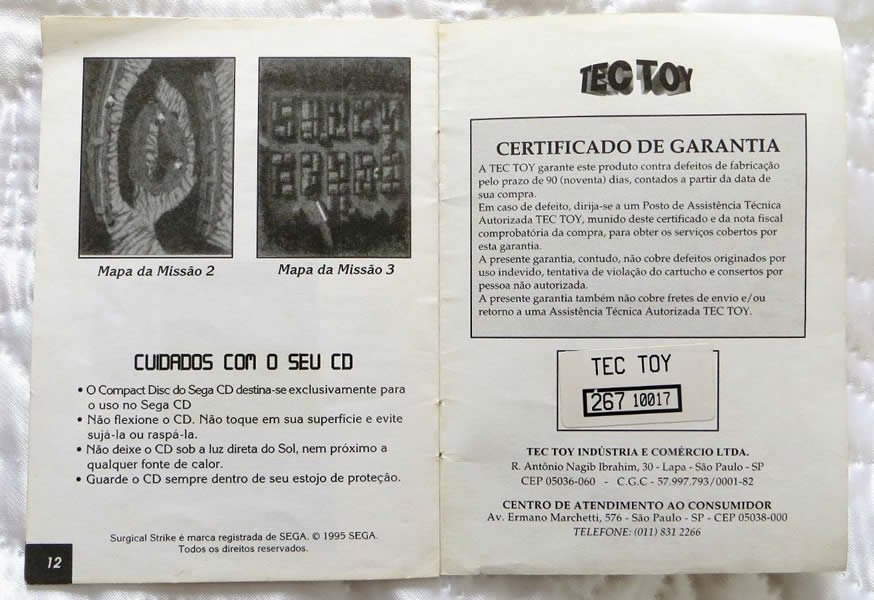 Mapa da Missão 2
Mapa da Missão 3
CUIDADOS COM O SEU CD
• O Compact Disc do Sega CD destina-se exclusivamente para
o uso no Sega CD
• Não flexione o CD. Não toque em sua superfície e evite
sujá-la ou raspá-la.
• Não deixe o CD sob a luz direta do Sol, nem próximo a
qualquer fonte de calor.
• Guarde o CD sempre dentro de seu estojo de proteção.
Surgical Strike é marca registrada de SEGA. © 1995 SEGA.
Todos os direitos reservados.
12
TEC TOY
CERTIFICADO DE GARANTIA
A TEC TOY garante este produto contra defeitos de fabricação
pelo prazo de 90 (noventa) dias, contados a partir da data de
sua compra.
Em caso de defeito, dirija-se a um Posto de Assistência Técnica
Autorizada TEC TOY, munido deste certificado e da nota fiscal
comprobatória da compra, para obter os serviços cobertos por
esta garantia.
A presente garantia, contudo, não cobre defeitos originados por
uso indevido, tentativa de violação do cartucho e consertos por
pessoa não autorizada.
A presente garantia também não cobre fretes de envio e/ou
retorno a uma Assistência Técnica Autorizada TEC TOY.
TEC TOY
267 10017
TEC TOY INDÚSTRIA E COMÉRCIO LTDA.
R. Antônio Nagib Ibrahim, 30 - Lapa - São Paulo - SP
CEP 05036-060 - C.G.C - 57.997.793/0001-82
CENTRO DE ATENDIMENTO AO CONSUMIDOR
Av. Ermano Marchetti, 576 - São Paulo - SP - CEP 05038-000
TELEFONE: (011) 831 2266